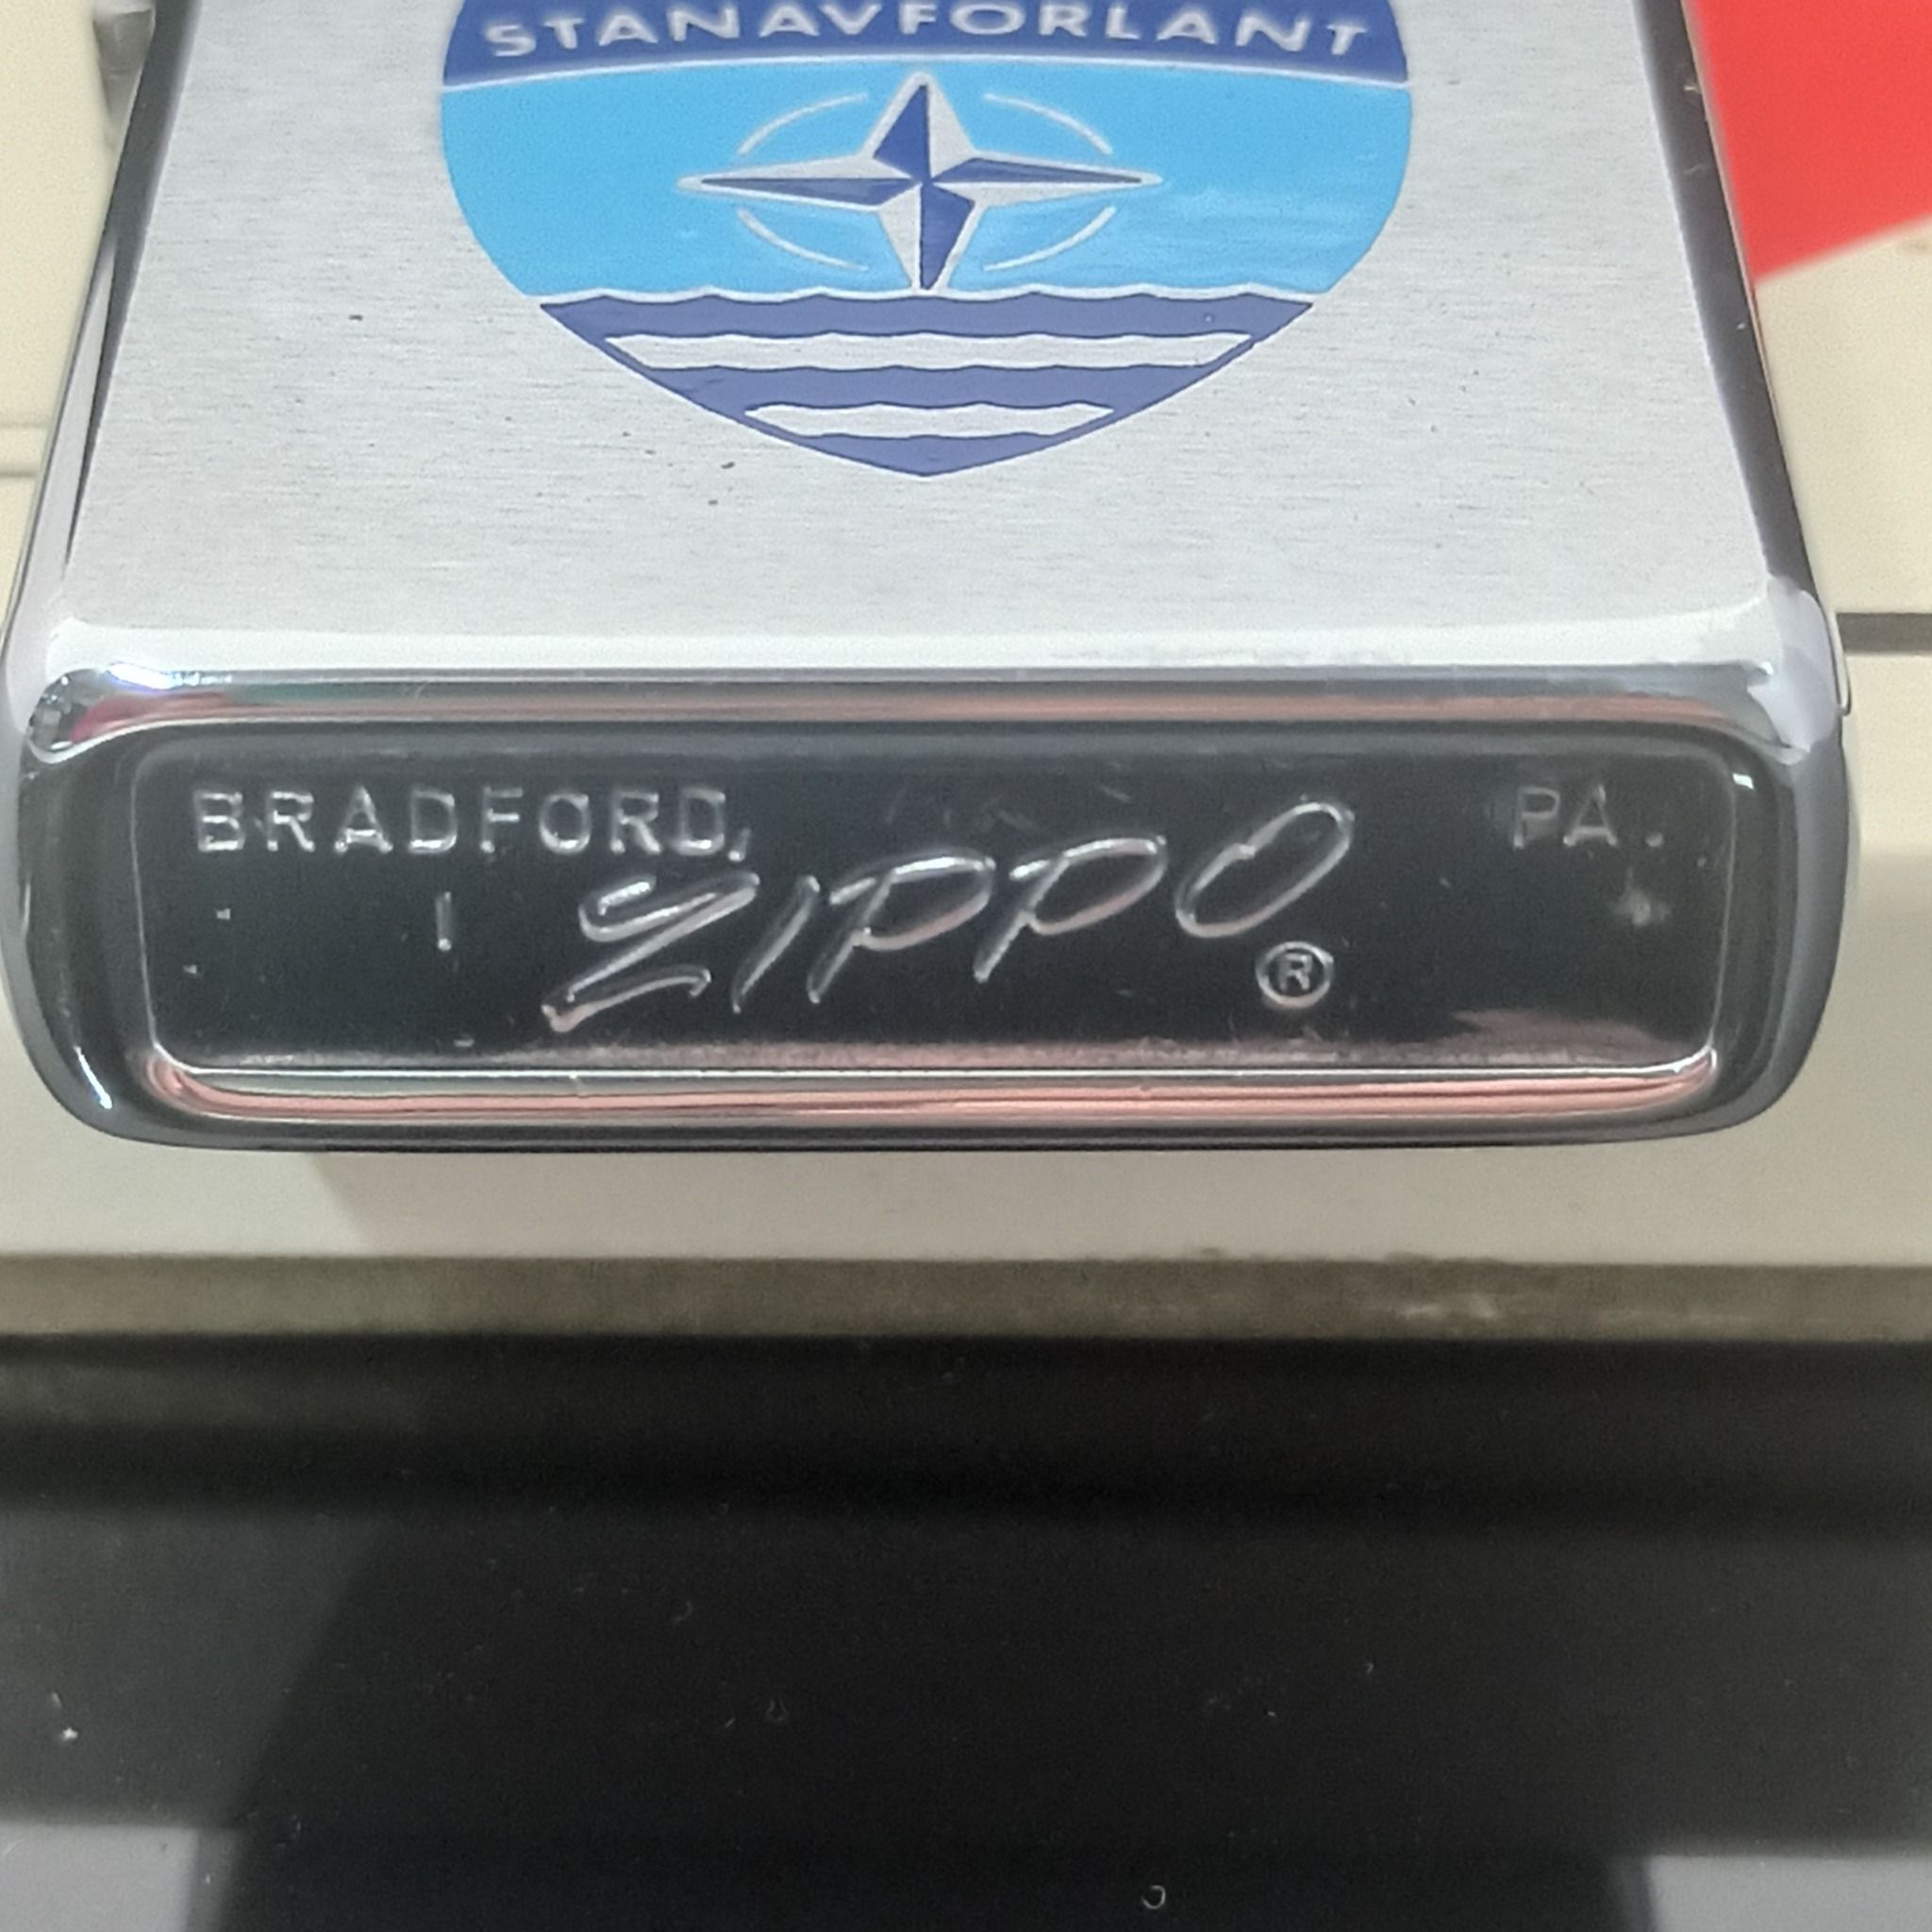 STANAVFORLANT
BRADFORD, PA.
| ZIPPO ®